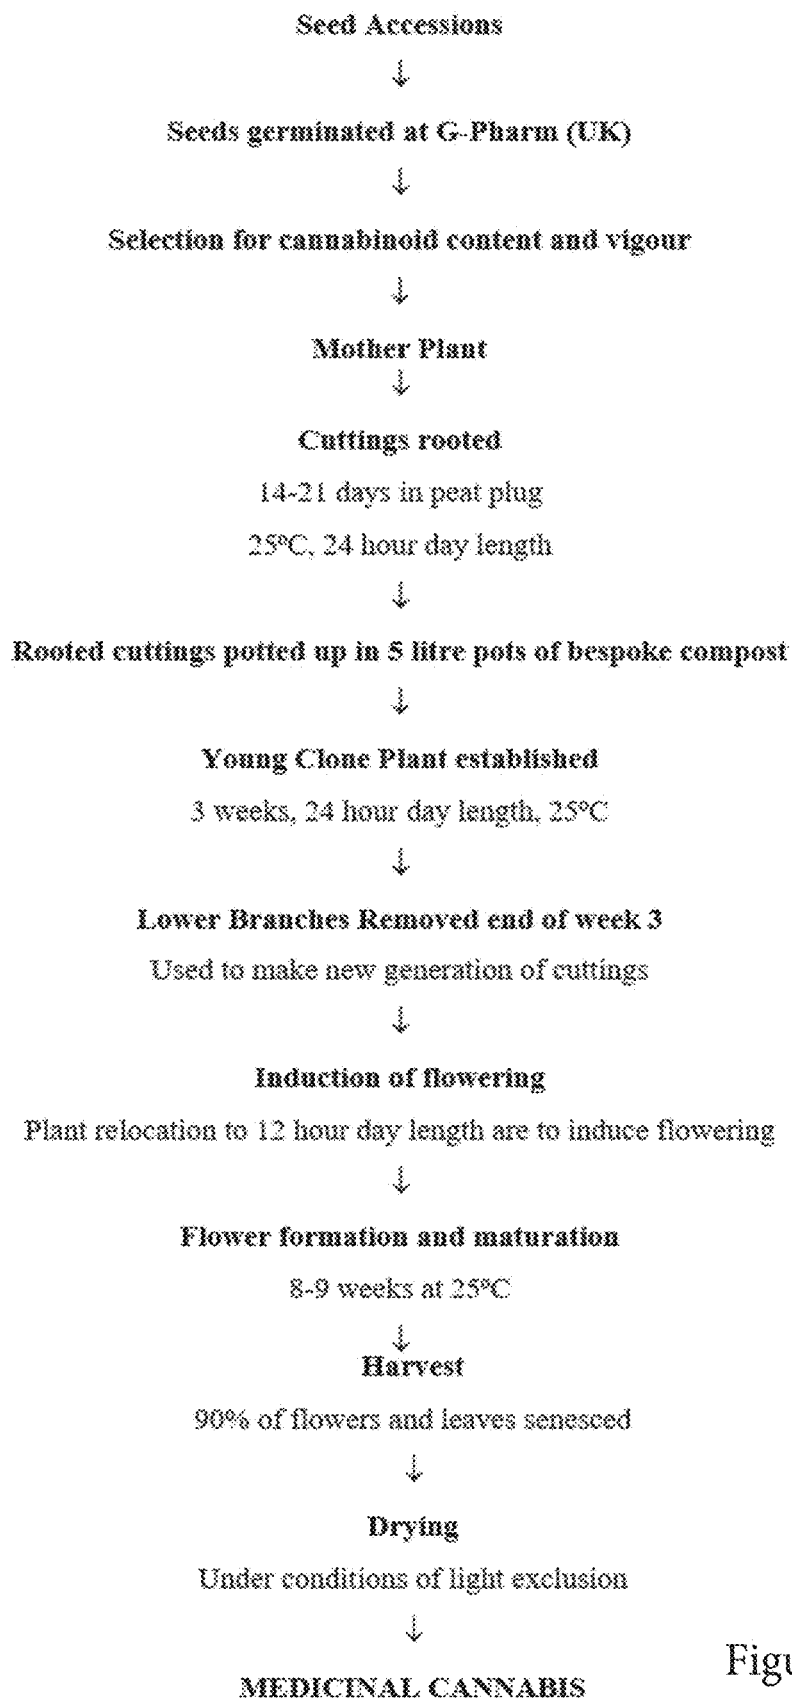 Seed Accessions
↓
Seeds germinated at G-Pharm (UK)
↓
Selection for cannabinoid content and vigour
↓
Mother Plant
↓
Cuttings rooted
14-21 days in peat plug
25ºC, 24 hour day length
↓
Rooted cuttings potted up in 5 litre pots of bespoke compost
↓
Young Clone Plant established
3 weeks, 24 hour day length, 25ºC
↓
Lower Branches Removed end of week 3
Used to make new generation of cuttings
↓
Induction of flowering
Plant relocation to 12 hour day length are to induce flowering
↓
Flower formation and maturation
8-9 weeks at 25ºC
↓
Harvest
90% of flowers and leaves senesced
↓
Drying
Under conditions of light exclusion
↓
MEDICINAL CANNABIS